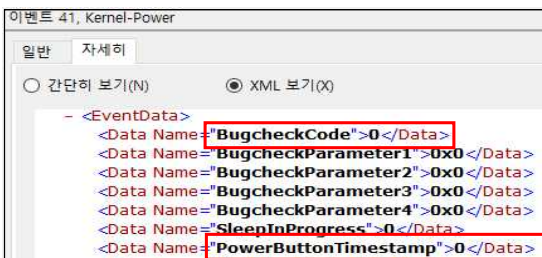 이벤트 41, Kernel-Power
일반 자세히
간단히 보기(N) XML 보기(X)
- <EventData>
<Data Name="BugcheckCode">0</Data>
<Data Name="BugcheckParameter1">0x0</Data>
<Data Name="BugcheckParameter2">0x0</Data>
<Data Name="BugcheckParameter3">0x0</Data>
<Data Name="BugcheckParameter4">0x0</Data>
<Data Name="SleepInProgress">0</Data>
<Data Name="PowerButtonTimestamp">0</Data>